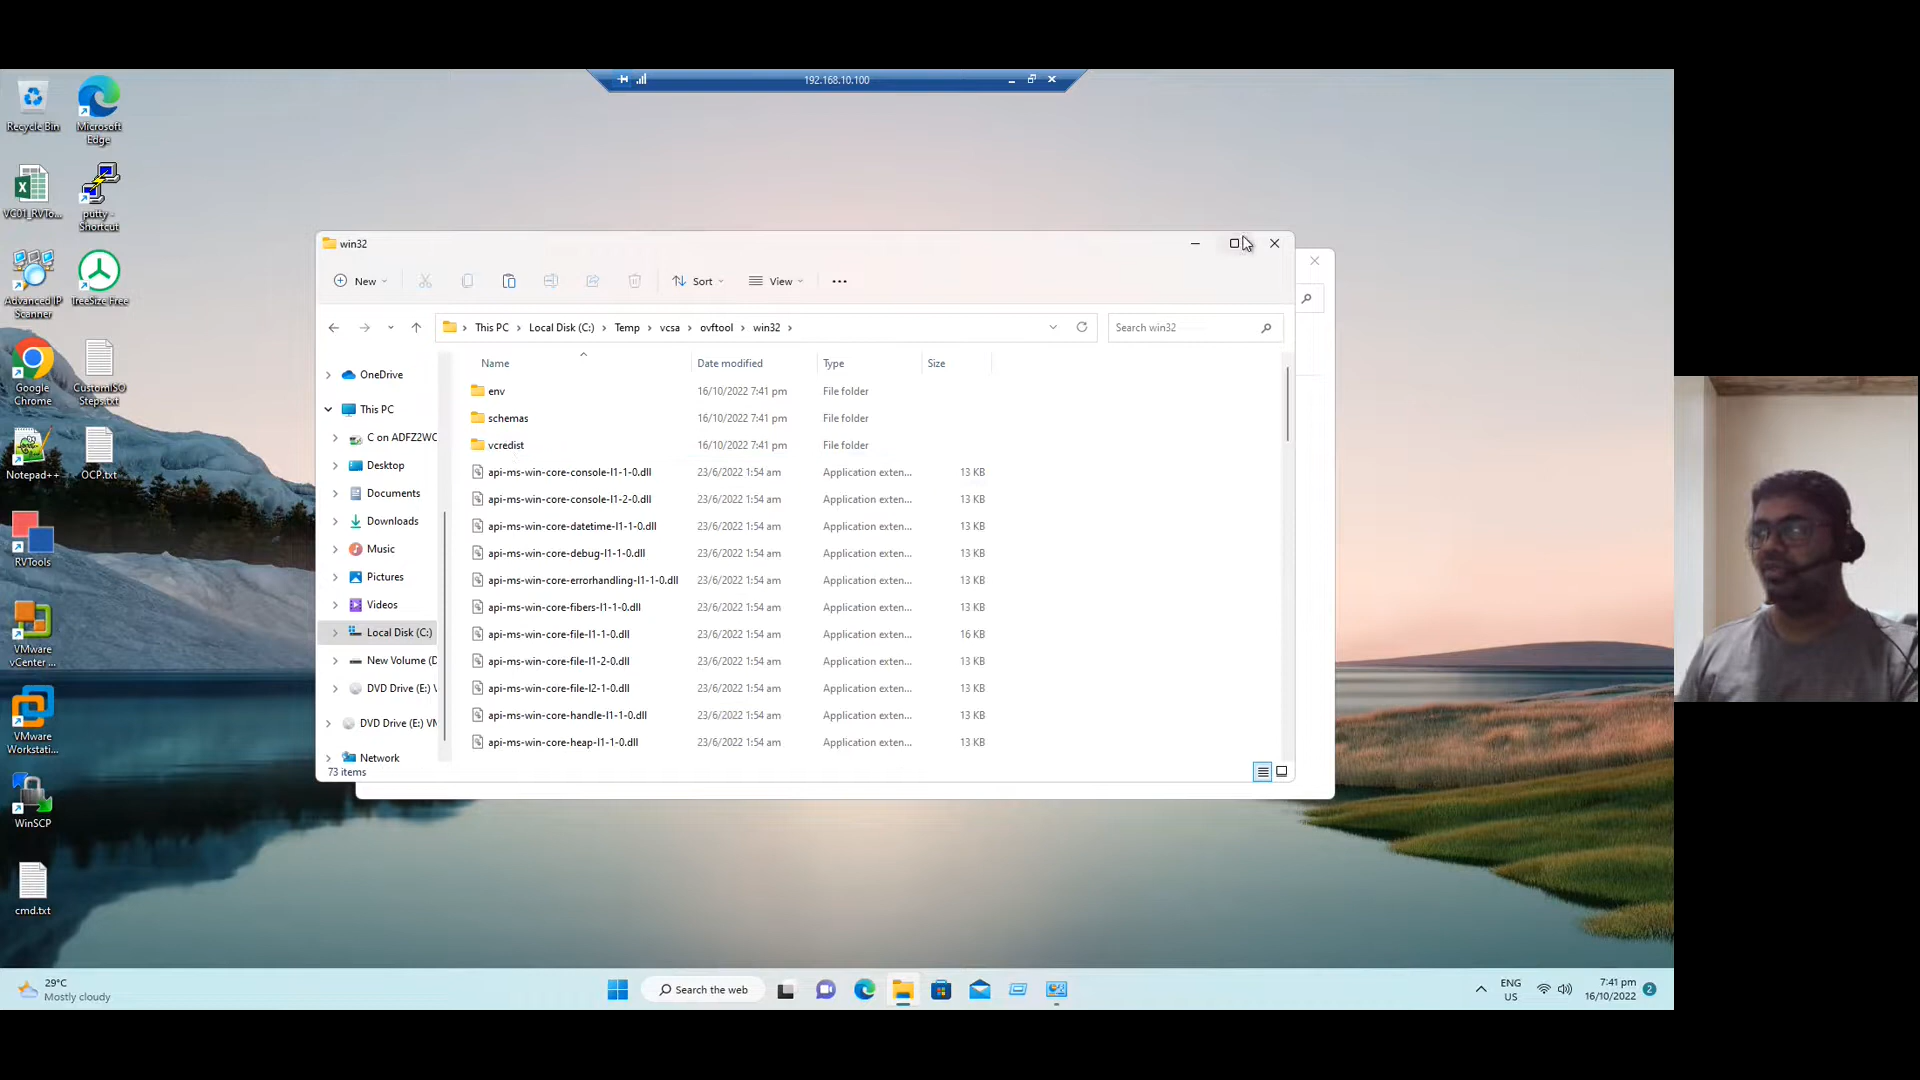 192.168.10.100
Recycle Bin
Microsoft
Edge
VC01_RVTo...
putty -
Shortcut
Advanced IP
Scanner
TreeSize Free
Google
Chrome
CustomISO
Steps.txt
Notepad++
OCP.txt
RVTools
VMware
vCenter ...
VMware
Workstati...
WinSCP
cmd.txt
win32
New
Sort
View
This PC
Local Disk (C:)
Temp
vcsa
ovftool
win32
Search win32
OneDrive
This PC
C on ADFZ2WC
Desktop
Documents
Downloads
Music
Pictures
Videos
Local Disk (C:)
New Volume (D
DVD Drive (E:) V
DVD Drive (E:) VM
Network
73 items
Name Date modified Type Size
env 16/10/2022 7:41 pm File folder
schemas 16/10/2022 7:41 pm File folder
vcredist 16/10/2022 7:41 pm File folder
api-ms-win-core-console-l1-1-0.dll 23/6/2022 1:54 am Application exten... 13 KB
api-ms-win-core-console-l1-2-0.dll 23/6/2022 1:54 am Application exten... 13 KB
api-ms-win-core-datetime-l1-1-0.dll 23/6/2022 1:54 am Application exten... 13 KB
api-ms-win-core-debug-l1-1-0.dll 23/6/2022 1:54 am Application exten... 13 KB
api-ms-win-core-errorhandling-l1-1-0.dll 23/6/2022 1:54 am Application exten... 13 KB
api-ms-win-core-fibers-l1-1-0.dll 23/6/2022 1:54 am Application exten... 13 KB
api-ms-win-core-file-l1-1-0.dll 23/6/2022 1:54 am Application exten... 16 KB
api-ms-win-core-file-l1-2-0.dll 23/6/2022 1:54 am Application exten... 13 KB
api-ms-win-core-file-l2-1-0.dll 23/6/2022 1:54 am Application exten... 13 KB
api-ms-win-core-handle-l1-1-0.dll 23/6/2022 1:54 am Application exten... 13 KB
api-ms-win-core-heap-l1-1-0.dll 23/6/2022 1:54 am Application exten... 13 KB
29°C
Mostly cloudy
Search the web
ENG
US
7:41 pm
16/10/2022
2